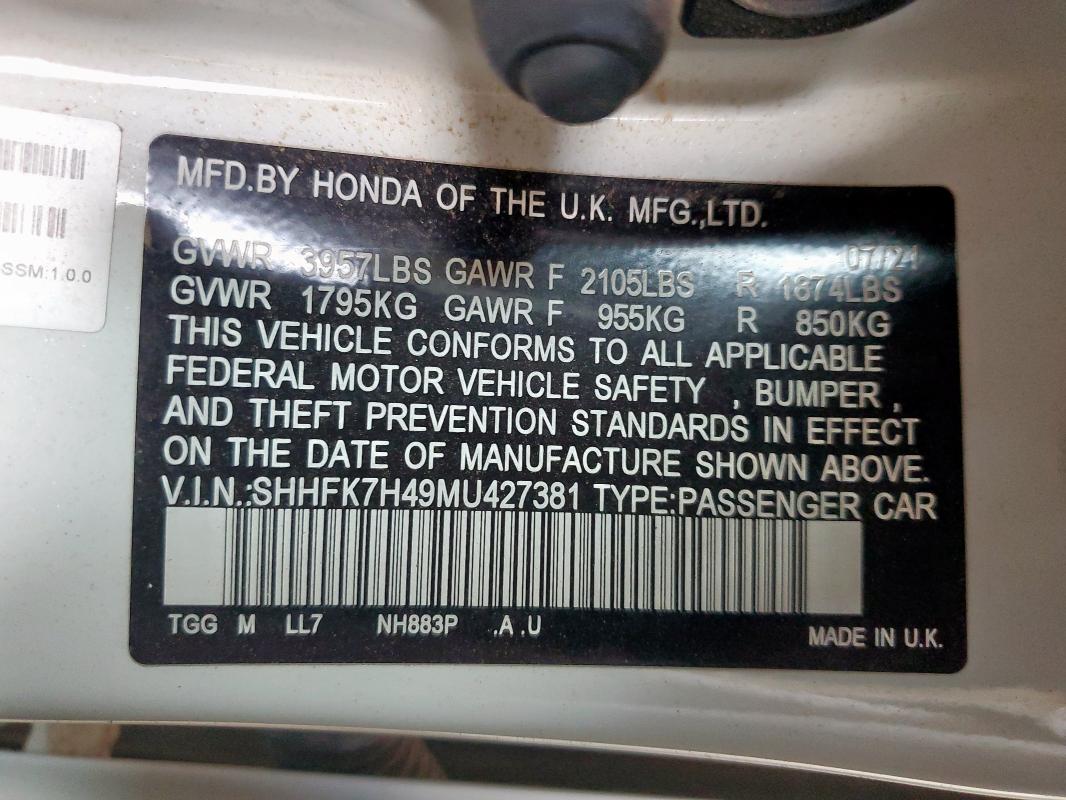 MFD.BY HONDA OF THE U.K. MFG.,LTD.
07/21
GVWR 3957LBS GAWR F 2105LBS R 1874LBS
GVWR 1795KG GAWR F 955KG R 850KG
THIS VEHICLE CONFORMS TO ALL APPLICABLE
FEDERAL MOTOR VEHICLE SAFETY , BUMPER ,
AND THEFT PREVENTION STANDARDS IN EFFECT
ON THE DATE OF MANUFACTURE SHOWN ABOVE.
V.I.N.:SHHFK7H49MU427381 TYPE:PASSENGER CAR
TGG M LL7 NH883P .A .U
MADE IN U.K.
SSM:1.0.0